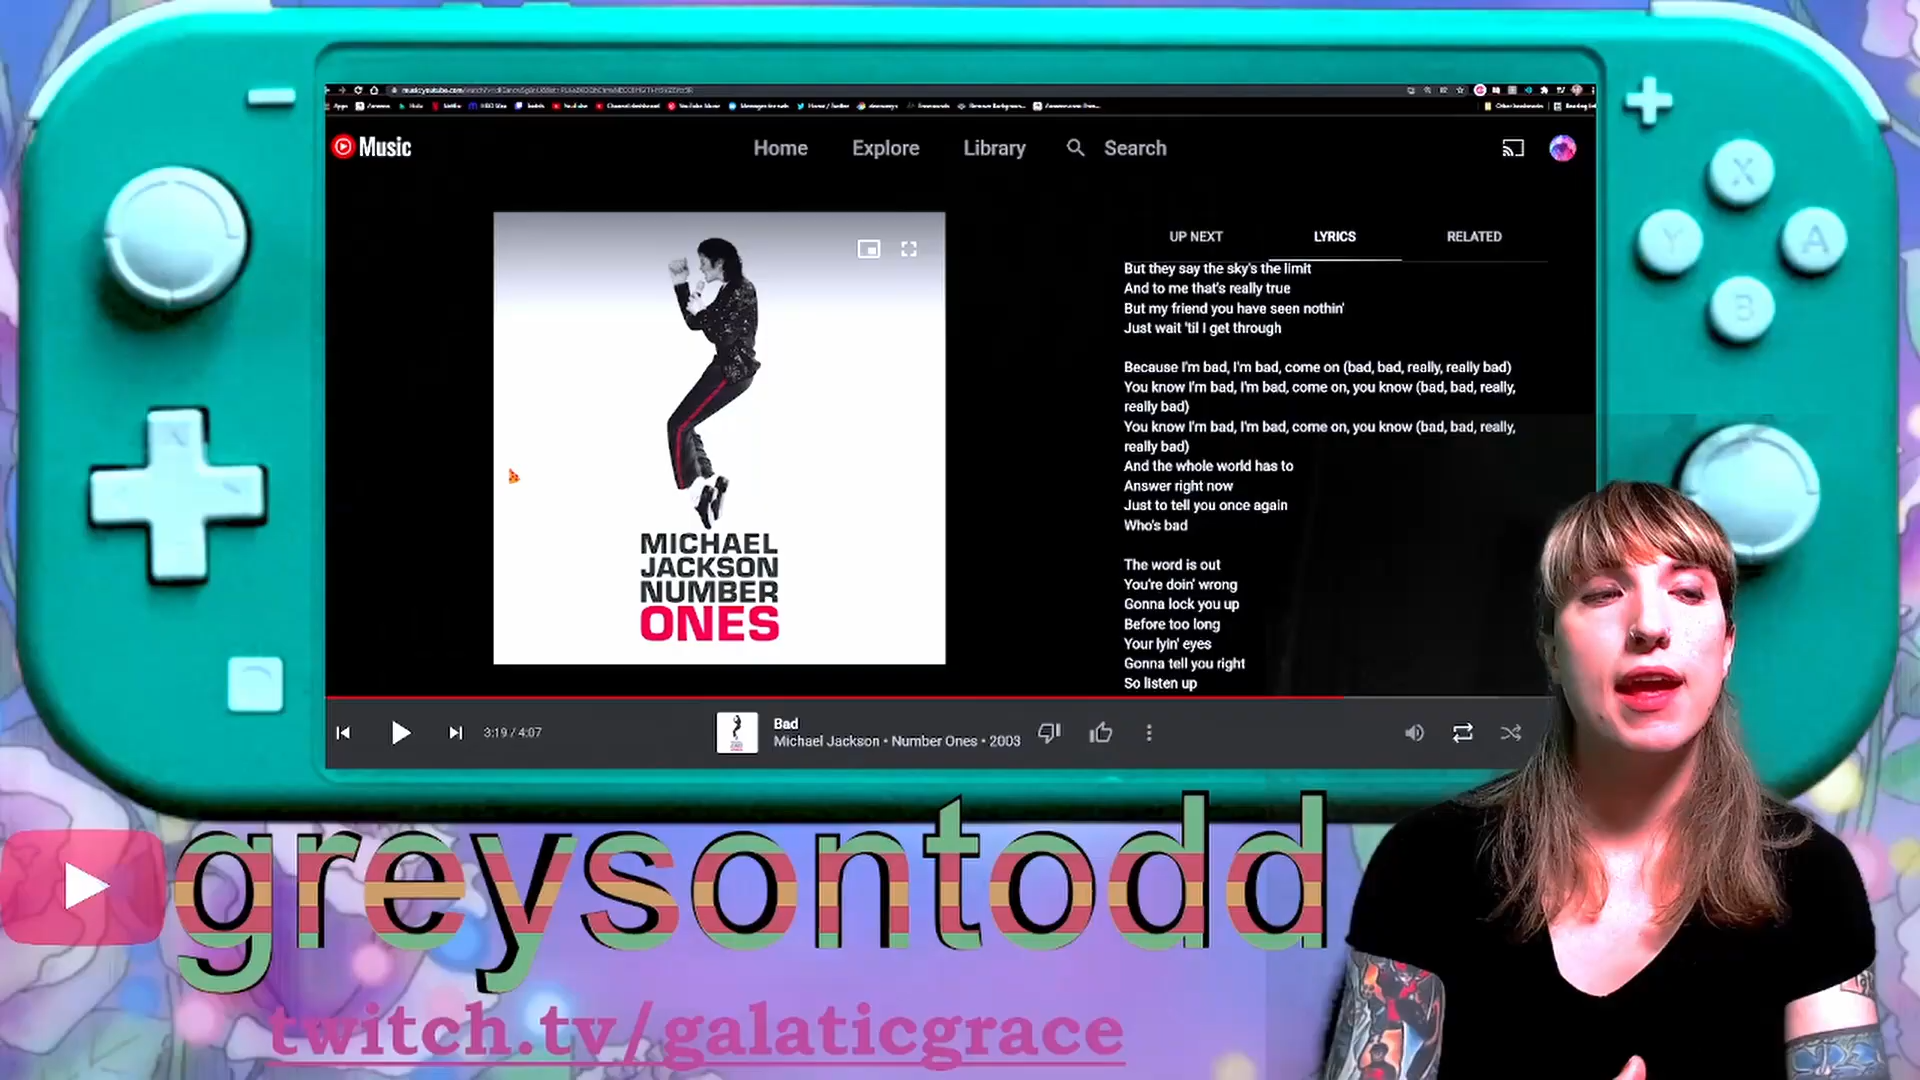 Music
Home
Explore
Library
Search
UP NEXT
LYRICS
RELATED
But they say the sky's the limit
And to me that's really true
But my friend you have seen nothin'
Just wait 'til I get through
Because I'm bad, I'm bad, come on (bad, bad, really, really bad)
You know I'm bad, I'm bad, come on, you know (bad, bad, really,
really bad)
You know I'm bad, I'm bad, come on, you know (bad, bad, really,
really bad)
And the whole world has to
Answer right now
Just to tell you once again
Who's bad
The word is out
You're doin' wrong
Gonna lock you up
Before too long
Your lyin' eyes
Gonna tell you right
So listen up
MICHAEL
JACKSON
NUMBER
ONES
3:19 / 4:07
Bad
Michael Jackson • Number Ones • 2003
X
Y
A
B
greysontodd
twitch.tv/galaticgrace